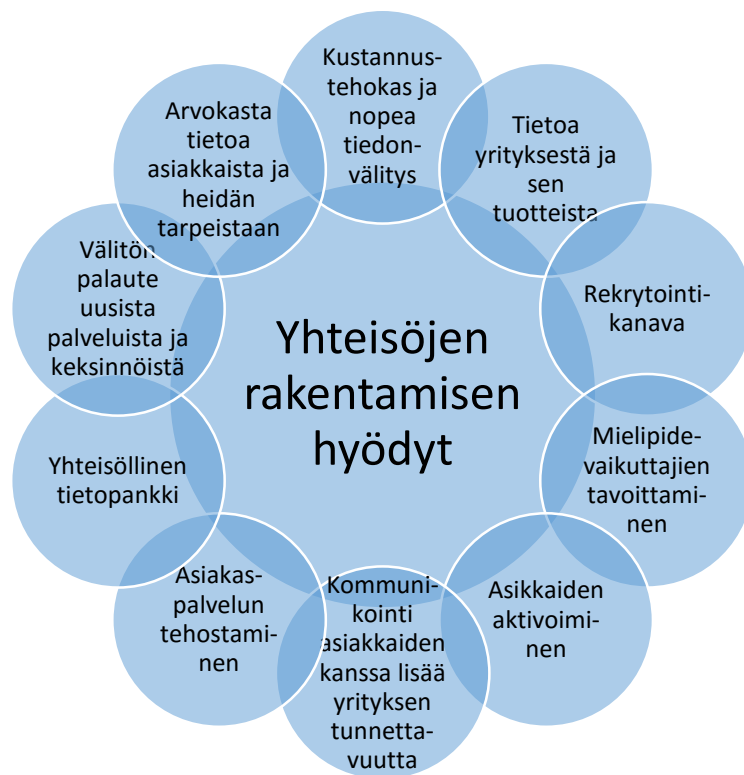 Kustannus-
tehokas ja
nopea
tiedon-
välitys
Tietoa
yrityksestä ja
sen
tuotteista
Rekrytointi-
kanava
Mielipide-
vaikuttajien
tavoittami-
nen
Asikkaiden
aktivoimi-
nen
Kommuni-
kointi
asiakkaiden
kanssa lisää
yrityksen
tunnetta-
vuutta
Asiakas-
palvelun
tehostami-
nen
Yhteisöllinen
tietopankki
Välitön
palaute
uusista
palveluista ja
keksinnöistä
Arvokasta
tietoa
asiakkaista ja
heidän
tarpeistaan
Yhteisöjen
rakentamisen
hyödyt